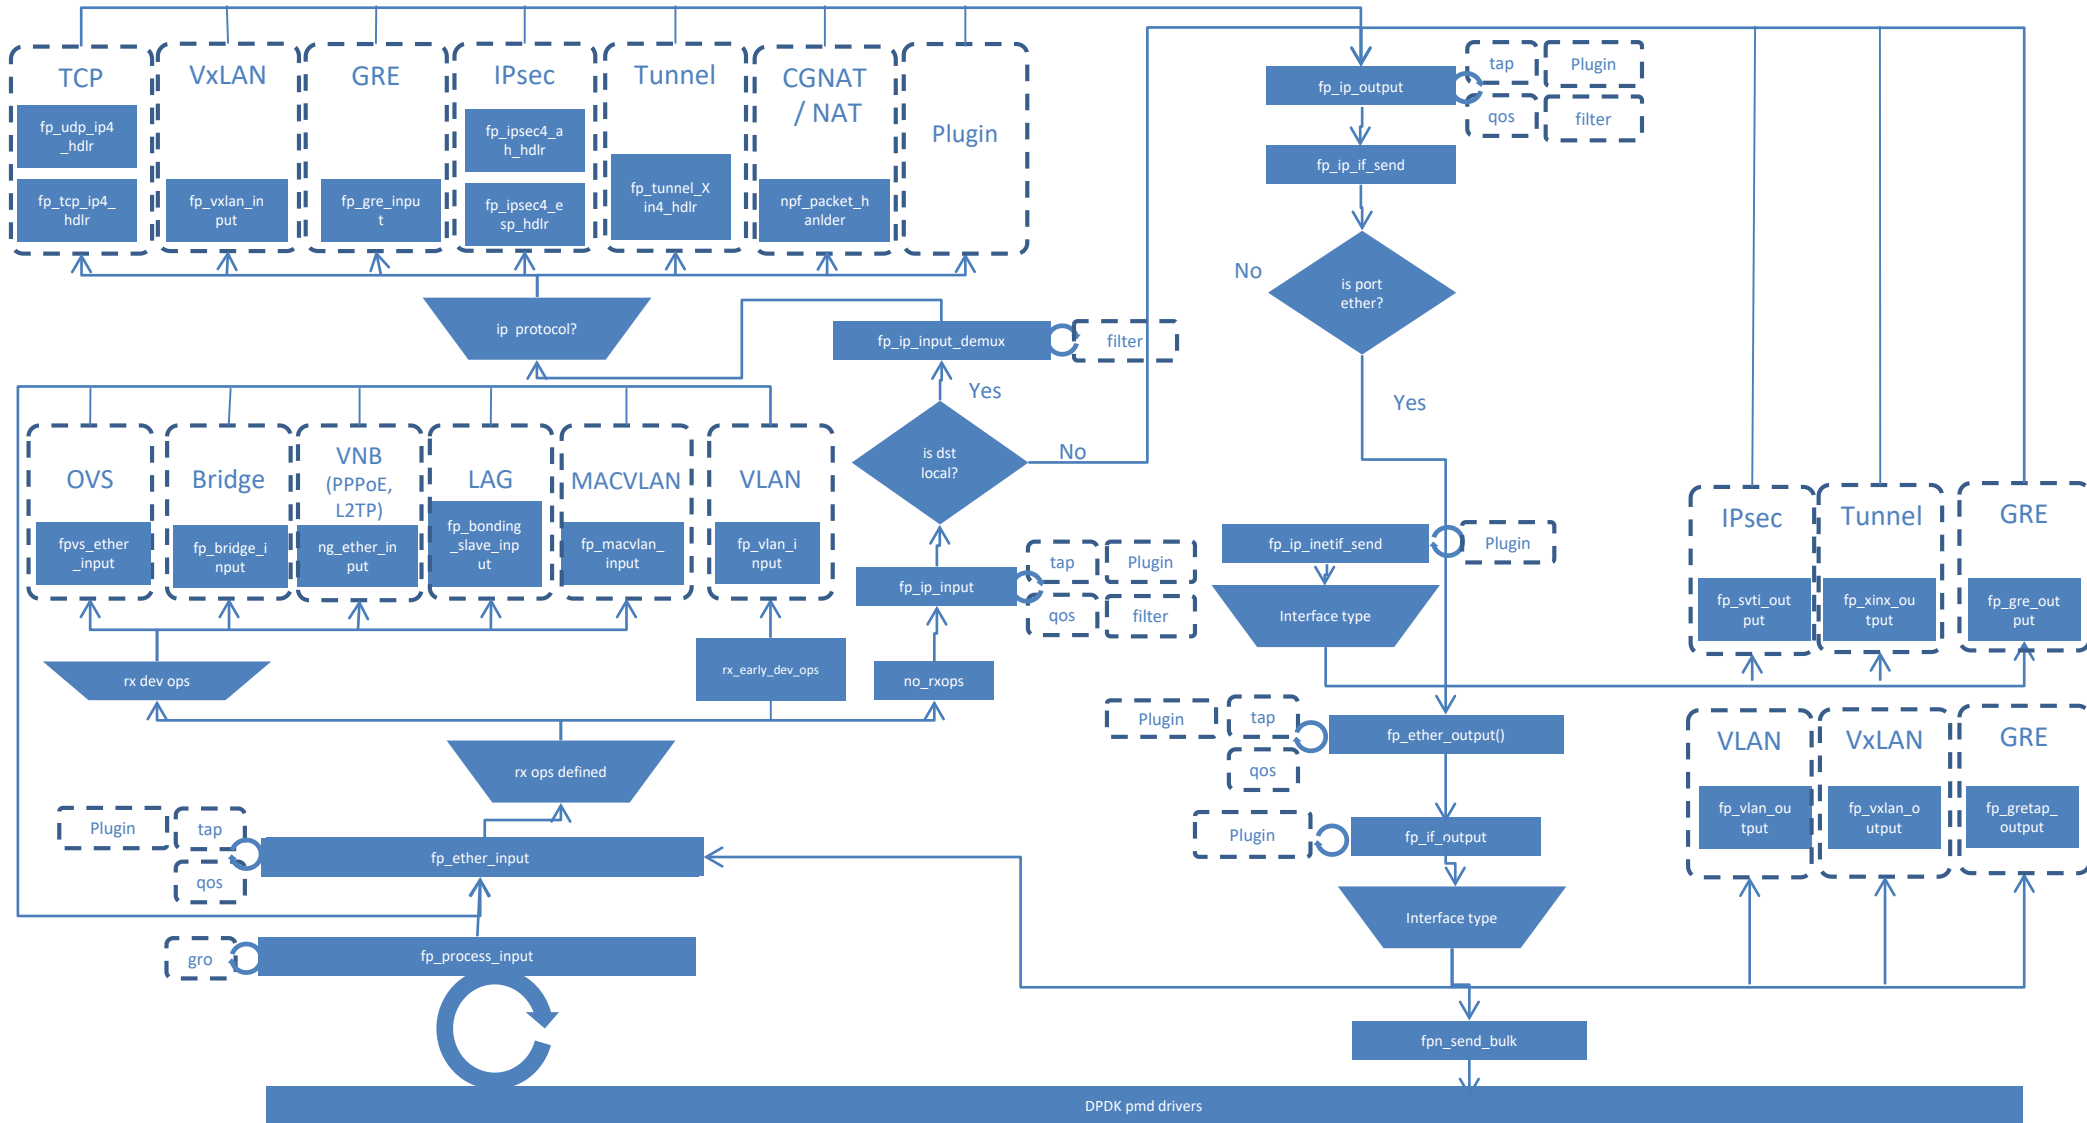 TCP
fp_udp_ip4
_hdlr
fp_tcp_ip4_
hdlr
VxLAN
fp_vxlan_in
put
GRE
fp_gre_inpu
t
IPsec
fp_ipsec4_a
h_hdlr
fp_ipsec4_e
sp_hdlr
Tunnel
fp_tunnel_X
in4_hdlr
CGNAT
/ NAT
npf_packet_h
anlder
Plugin
fp_ip_output
tap
Plugin
qos
filter
fp_ip_if_send
No
is port
ether?
Yes
ip protocol?
fp_ip_input_demux
filter
Yes
is dst
local?
No
OVS
fpvs_ether
_input
Bridge
fp_bridge_i
nput
VNB
(PPPoE,
L2TP)
ng_ether_in
put
LAG
fp_bonding
_slave_inp
ut
MACVLAN
fp_macvlan_
input
VLAN
fp_vlan_i
nput
fp_ip_input
tap
Plugin
qos
filter
fp_ip_inetif_send
Plugin
Interface type
IPsec
fp_svti_out
put
Tunnel
fp_xinx_ou
tput
GRE
fp_gre_out
put
rx dev ops
rx_early_dev_ops
no_rxops
Plugin
tap
qos
fp_ether_output()
VLAN
fp_vlan_ou
tput
VxLAN
fp_vxlan_o
utput
GRE
fp_gretap_
output
rx ops defined
Plugin
tap
qos
fp_ether_input
Plugin
fp_if_output
Interface type
gro
fp_process_input
fpn_send_bulk
DPDK pmd drivers